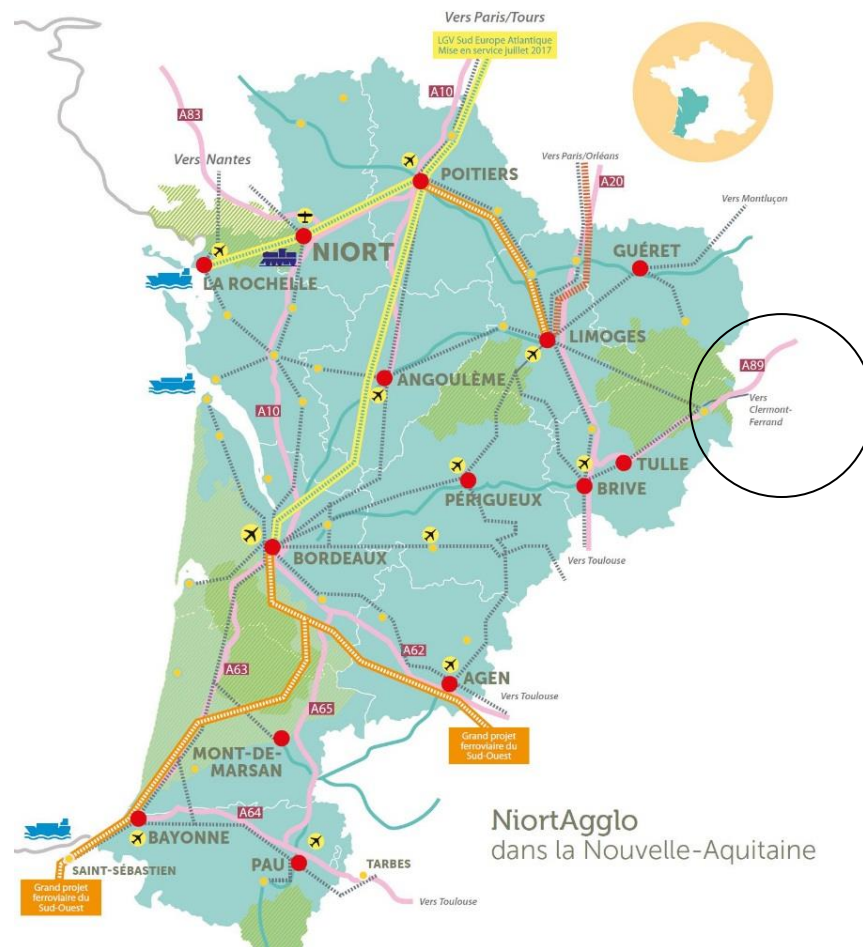 Vers Paris/Tours
LGV Sud Europe Atlantique
Mise en service juillet 2017
A10
A83
Vers Nantes
Vers Paris/Orléans
A20
Vers Montluçon
POITIERS
NIORT
GUÉRET
LA ROCHELLE
LIMOGES
A89
Vers
Clermont-
Ferrand
ANGOULÊME
A10
TULLE
BRIVE
PÉRIGUEUX
Vers Toulouse
BORDEAUX
A62
A63
AGEN
Vers Toulouse
A65
Grand projet
ferroviaire du
Sud-Ouest
MONT-DE-
MARSAN
A64
BAYONNE
NiortAgglo
dans la Nouvelle-Aquitaine
SAINT-SÉBASTIEN
PAU
TARBES
Grand projet
ferroviaire du
Sud-Ouest
Vers Toulouse